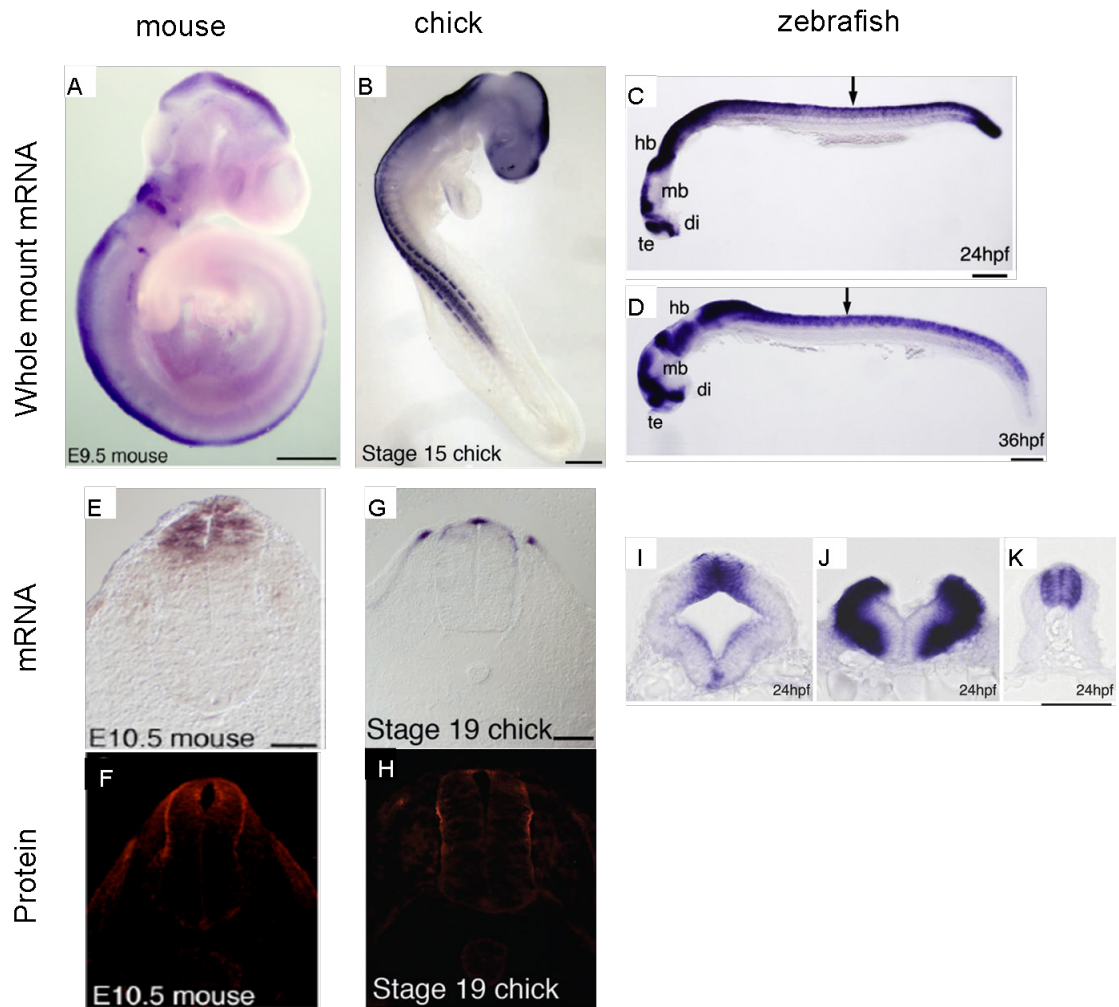 mouse
chick
zebrafish
Whole mount mRNA
A
E9.5 mouse
B
Stage 15 chick
C
hb
mb
di
te
24hpf
D
hb
mb
di
te
36hpf
mRNA
E
E10.5 mouse
G
Stage 19 chick
I
24hpf
J
24hpf
K
24hpf
Protein
F
E10.5 mouse
H
Stage 19 chick